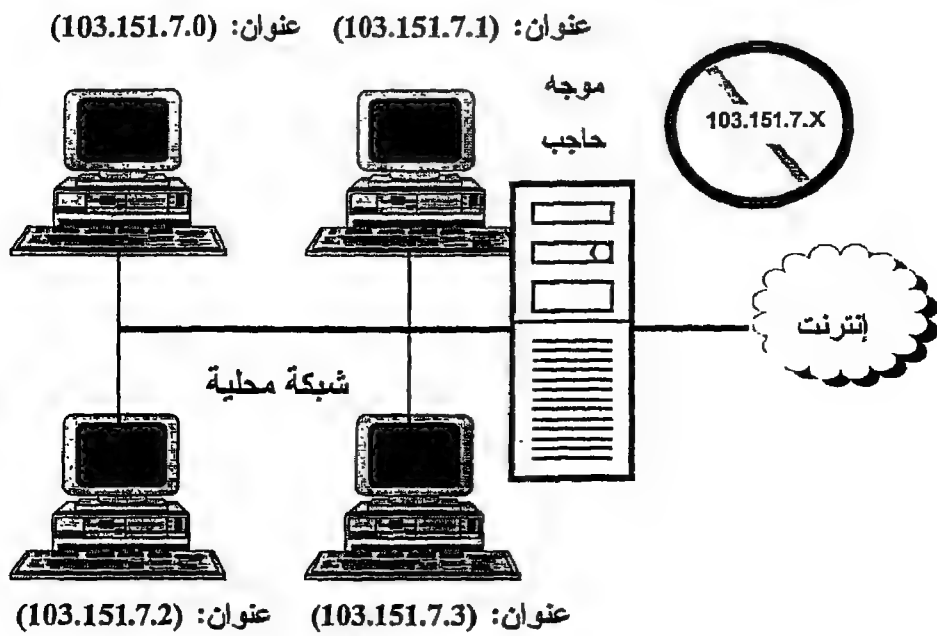 عنوان: (103.151.7.1) عنوان: (103.151.7.0)
موجه
حاجب
103.151.7.X
إنترنت
شبكة محلية
عنوان: (103.151.7.3) عنوان: (103.151.7.2)